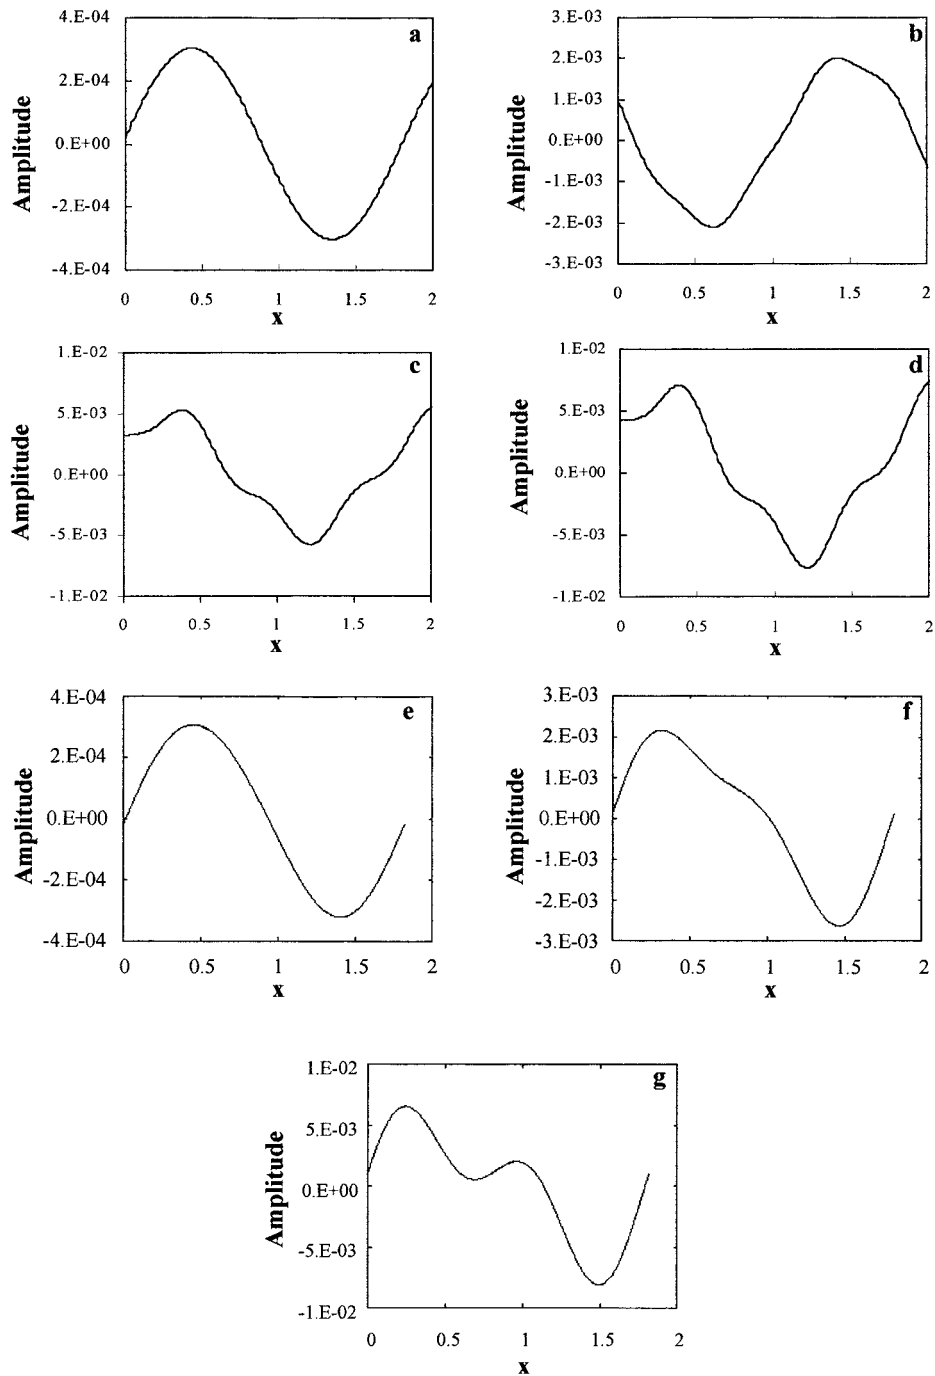 a
4.E-04
2.E-04
0.E+00
-2.E-04
-4.E-04
Amplitude
0 0.5 1 1.5 2
x
b
3.E-03
2.E-03
1.E-03
0.E+00
-1.E-03
-2.E-03
-3.E-03
Amplitude
0 0.5 1 1.5 2
x
c
1.E-02
5.E-03
0.E+00
-5.E-03
-1.E-02
Amplitude
0 0.5 1 1.5 2
x
d
1.E-02
5.E-03
0.E+00
-5.E-03
-1.E-02
Amplitude
0 0.5 1 1.5 2
x
e
4.E-04
2.E-04
0.E+00
-2.E-04
-4.E-04
Amplitude
0 0.5 1 1.5 2
x
f
3.E-03
2.E-03
1.E-03
0.E+00
-1.E-03
-2.E-03
-3.E-03
Amplitude
0 0.5 1 1.5 2
x
g
1.E-02
5.E-03
0.E+00
-5.E-03
-1.E-02
Amplitude
0 0.5 1 1.5 2
x